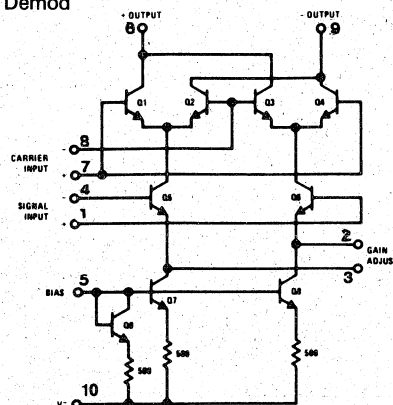 Demod
+ OUTPUT
- OUTPUT
6
9
Q1
Q2
Q3
Q4
- 8
CARRIER
INPUT
+ 7
- 4
SIGNAL
INPUT
+ 1
Q5
Q6
2
GAIN
ADJUS
3
BIAS 5
Q7
Q8
500
500
500
V- 10